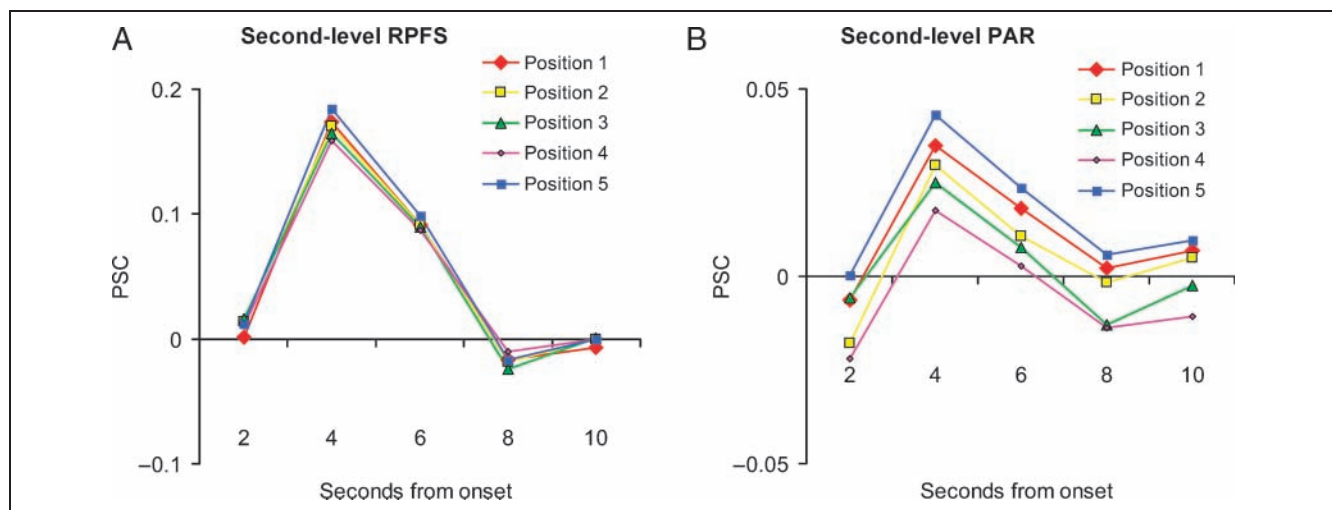 A
Second-level RPFS
Position 1
Position 2
Position 3
Position 4
Position 5
0.2
0.1
0
–0.1
PSC
2 4 6 8 10
Seconds from onset
B
Second-level PAR
Position 1
Position 2
Position 3
Position 4
Position 5
0.05
0
–0.05
PSC
2 4 6 8 10
Seconds from onset